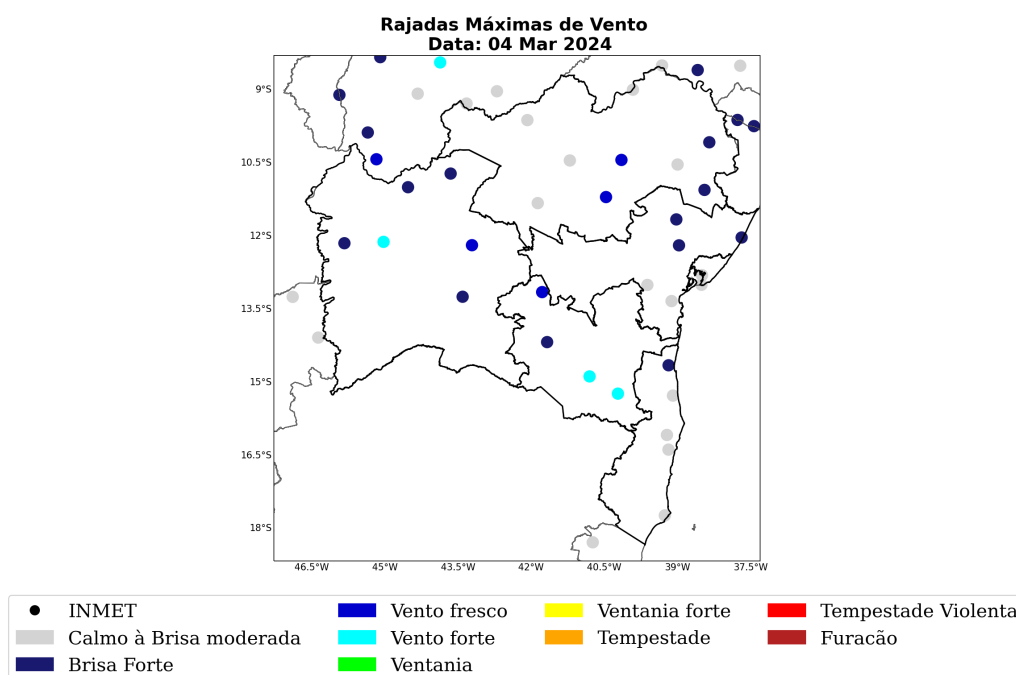 Rajadas Máximas de Vento
Data: 04 Mar 2024
9°S
10.5°S
12°S
13.5°S
15°S
16.5°S
18°S
46.5°W 45°W 43.5°W 42°W 40.5°W 39°W 37.5°W
INMET Vento fresco Ventania forte Tempestade Violenta
Calmo à Brisa moderada Vento forte Tempestade Furacão
Brisa Forte Ventania